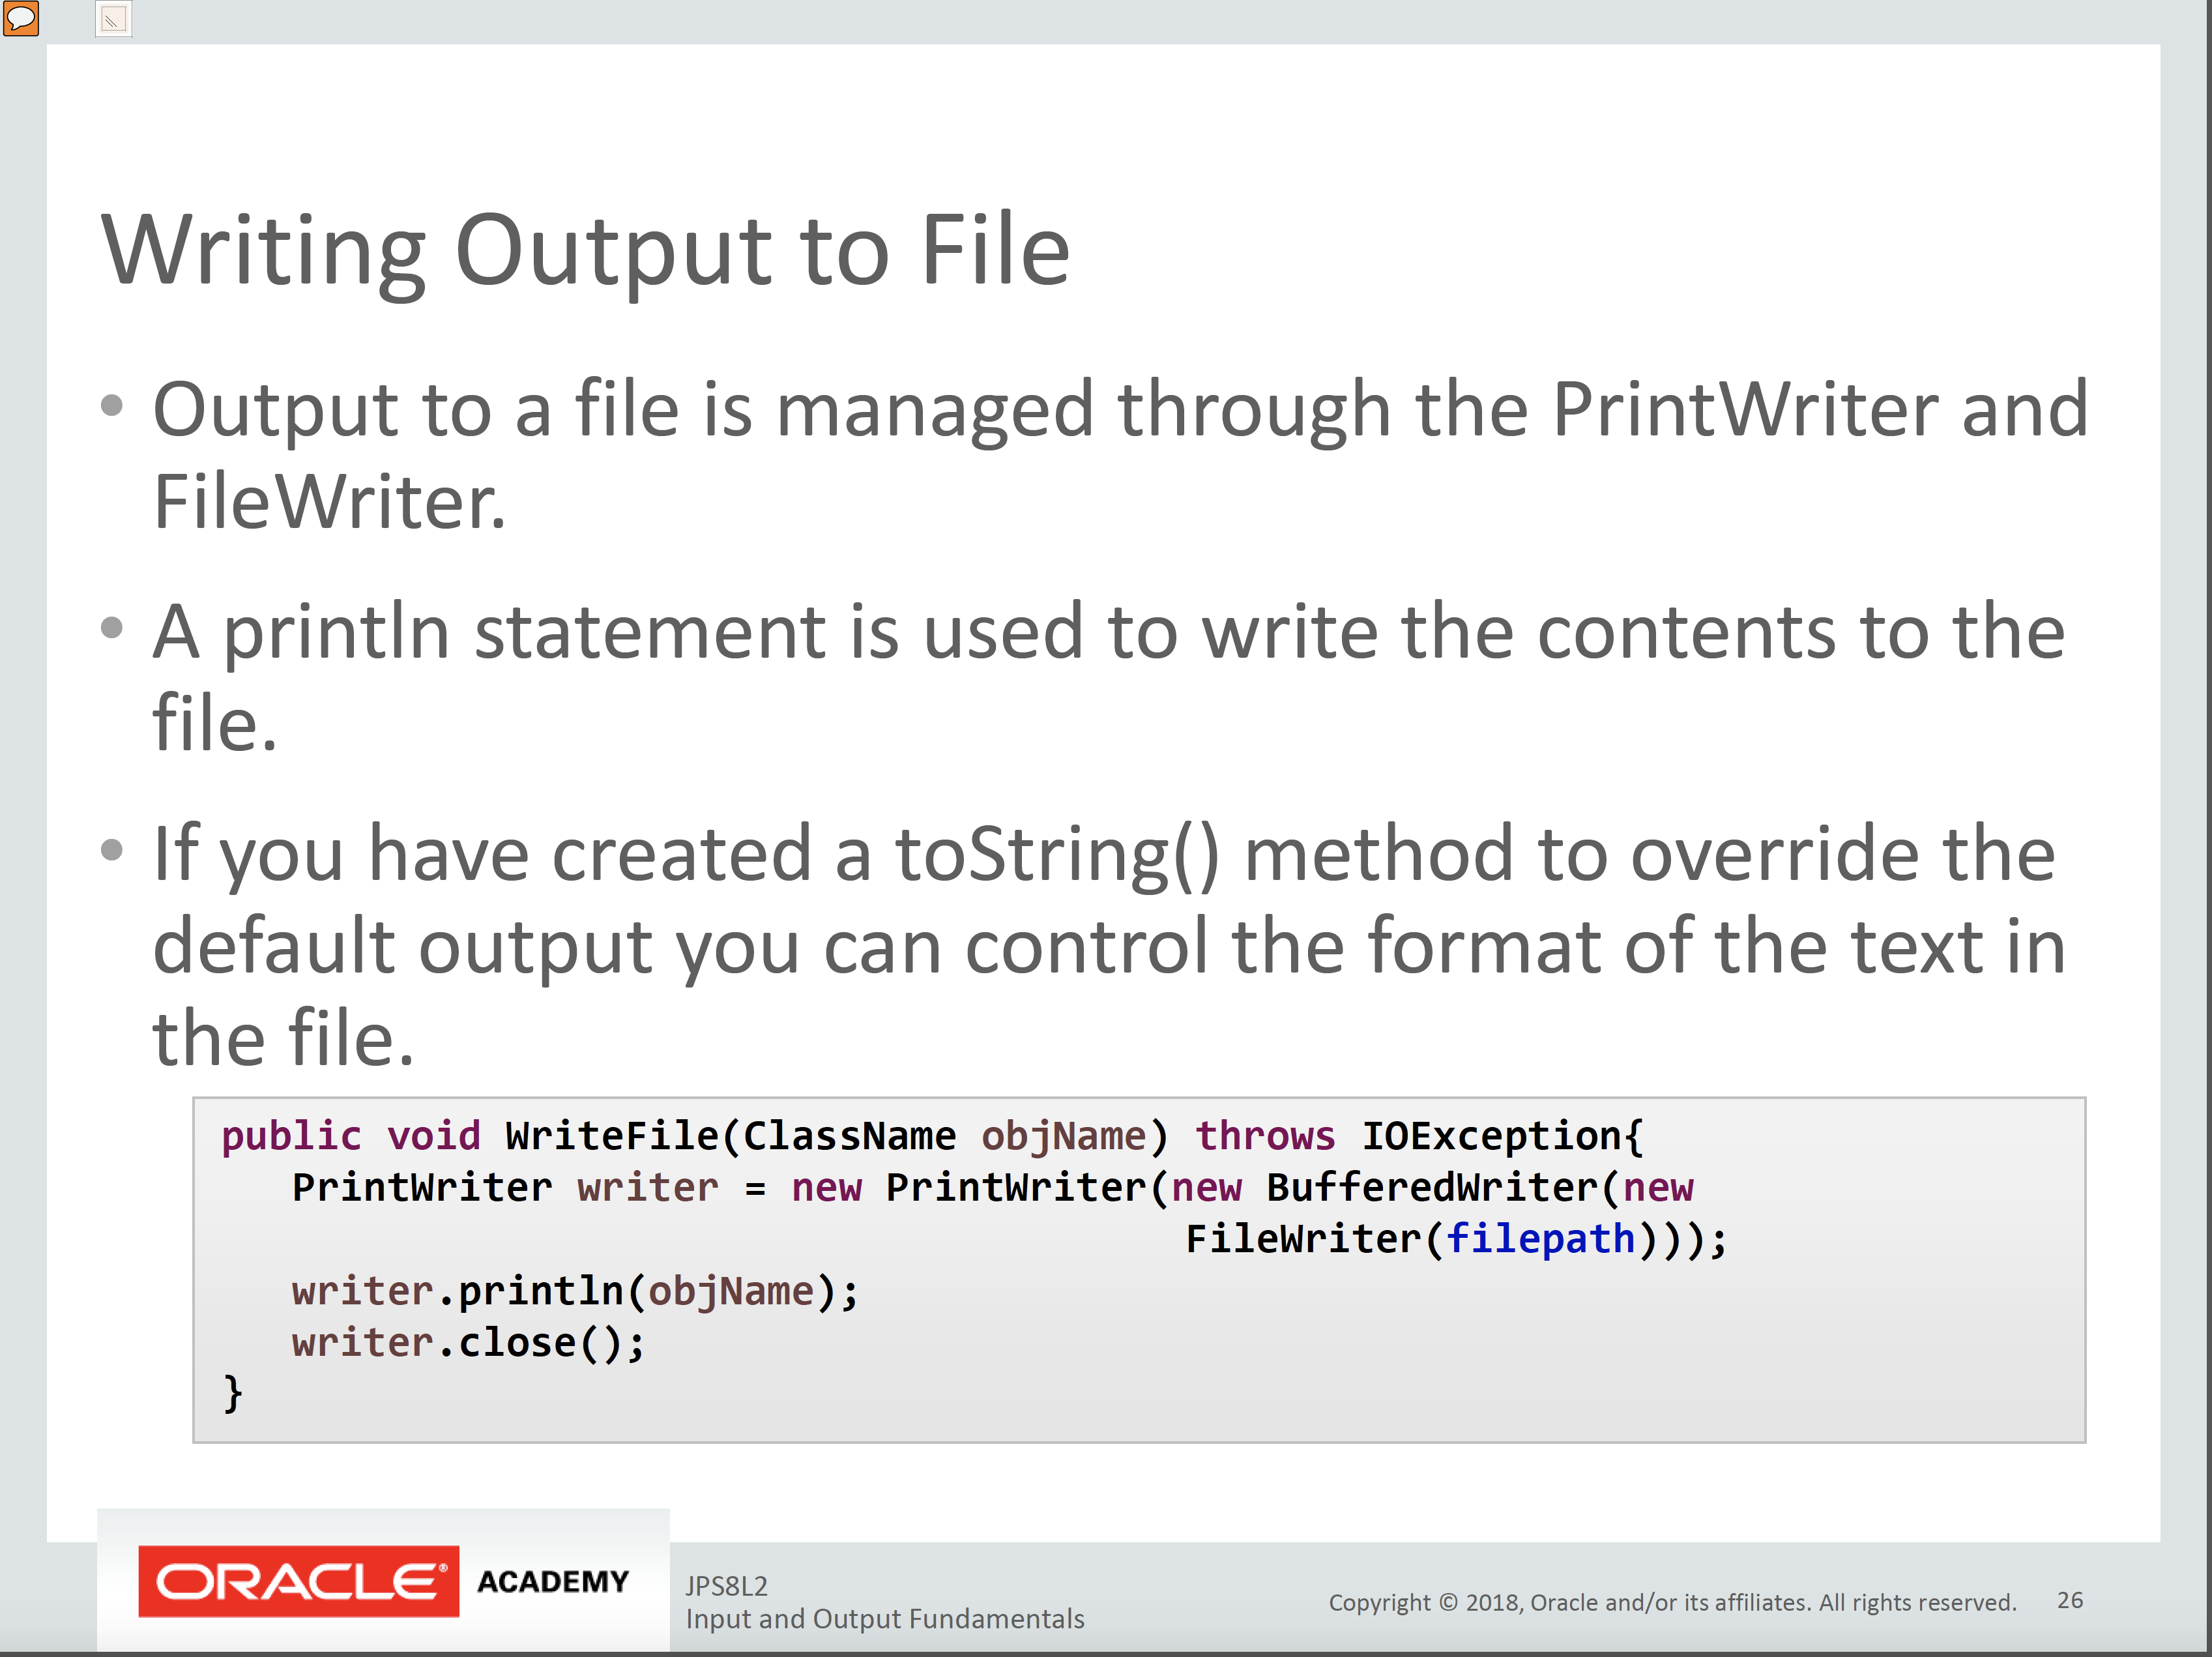 Writing Output to File
• Output to a file is managed through the PrintWriter and
FileWriter.
• A println statement is used to write the contents to the
file.
• If you have created a toString() method to override the
default output you can control the format of the text in
the file.
public void WriteFile(ClassName objName) throws IOException{
   PrintWriter writer = new PrintWriter(new BufferedWriter(new
                                         FileWriter(filepath)));
   writer.println(objName);
   writer.close();
}
ORACLE® ACADEMY
JPS8L2
Input and Output Fundamentals
Copyright © 2018, Oracle and/or its affiliates. All rights reserved. 26